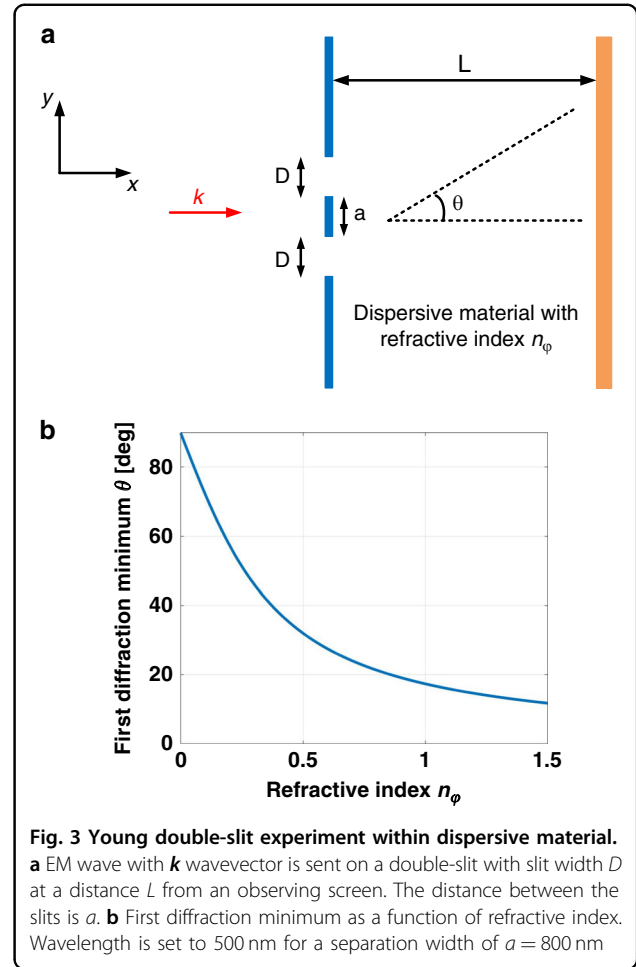 a
L
y
D
x
k
a
θ
D
Dispersive material with
refractive index nφ
b
First diffraction minimum θ [deg]
80
60
40
20
0
0 0.5 1 1.5
Refractive index nφ
Fig. 3 Young double-slit experiment within dispersive material.
a EM wave with k wavevector is sent on a double-slit with slit width D
at a distance L from an observing screen. The distance between the
slits is a. b First diffraction minimum as a function of refractive index.
Wavelength is set to 500 nm for a separation width of a = 800 nm